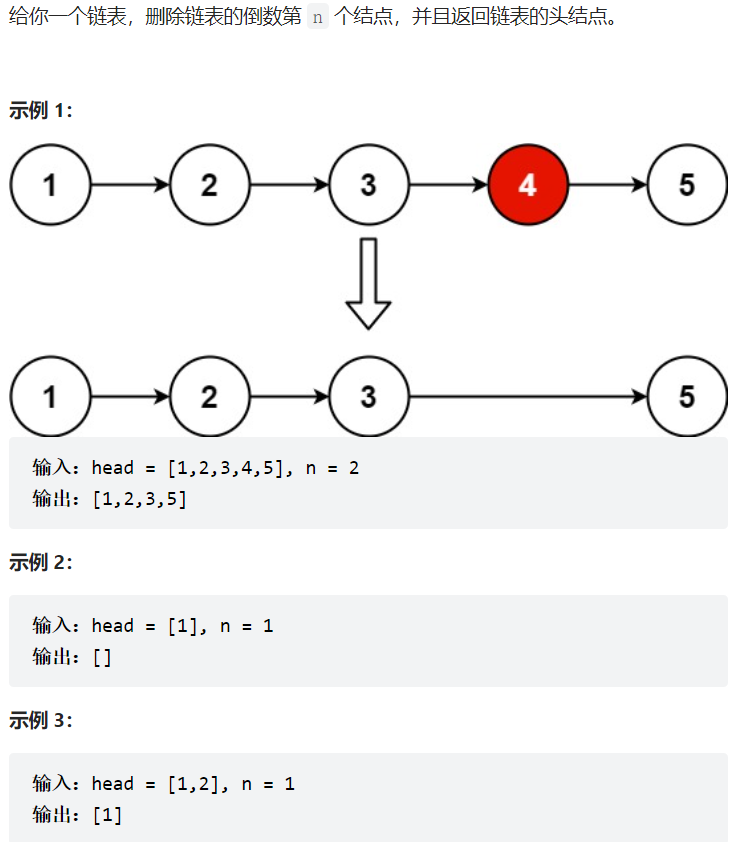 给你一个链表，删除链表的倒数第 n 个结点，并且返回链表的头结点。
示例 1：
1 2 3 4 5
1 2 3 5
输入：head = [1,2,3,4,5], n = 2
输出：[1,2,3,5]
示例 2：
输入：head = [1], n = 1
输出：[]
示例 3：
输入：head = [1,2], n = 1
输出：[1]